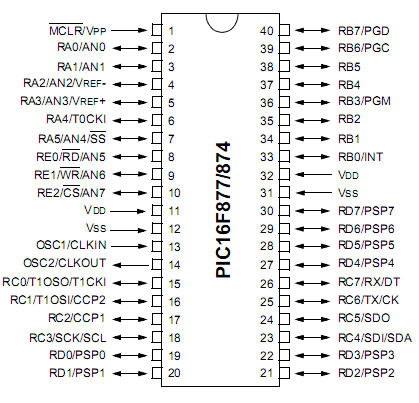 MCLR/VPP 1 40 RB7/PGD
RA0/AN0 2 39 RB6/PGC
RA1/AN1 3 38 RB5
RA2/AN2/VREF- 4 37 RB4
RA3/AN3/VREF+ 5 36 RB3/PGM
RA4/T0CKI 6 35 RB2
RA5/AN4/SS 7 34 RB1
RE0/RD/AN5 8 33 RB0/INT
RE1/WR/AN6 9 32 VDD
RE2/CS/AN7 10 31 VSS
VDD 11 30 RD7/PSP7
VSS 12 29 RD6/PSP6
OSC1/CLKIN 13 28 RD5/PSP5
OSC2/CLKOUT 14 27 RD4/PSP4
RC0/T1OSO/T1CKI 15 26 RC7/RX/DT
RC1/T1OSI/CCP2 16 25 RC6/TX/CK
RC2/CCP1 17 24 RC5/SDO
RC3/SCK/SCL 18 23 RC4/SDI/SDA
RD0/PSP0 19 22 RD3/PSP3
RD1/PSP1 20 21 RD2/PSP2
PIC16F877/874